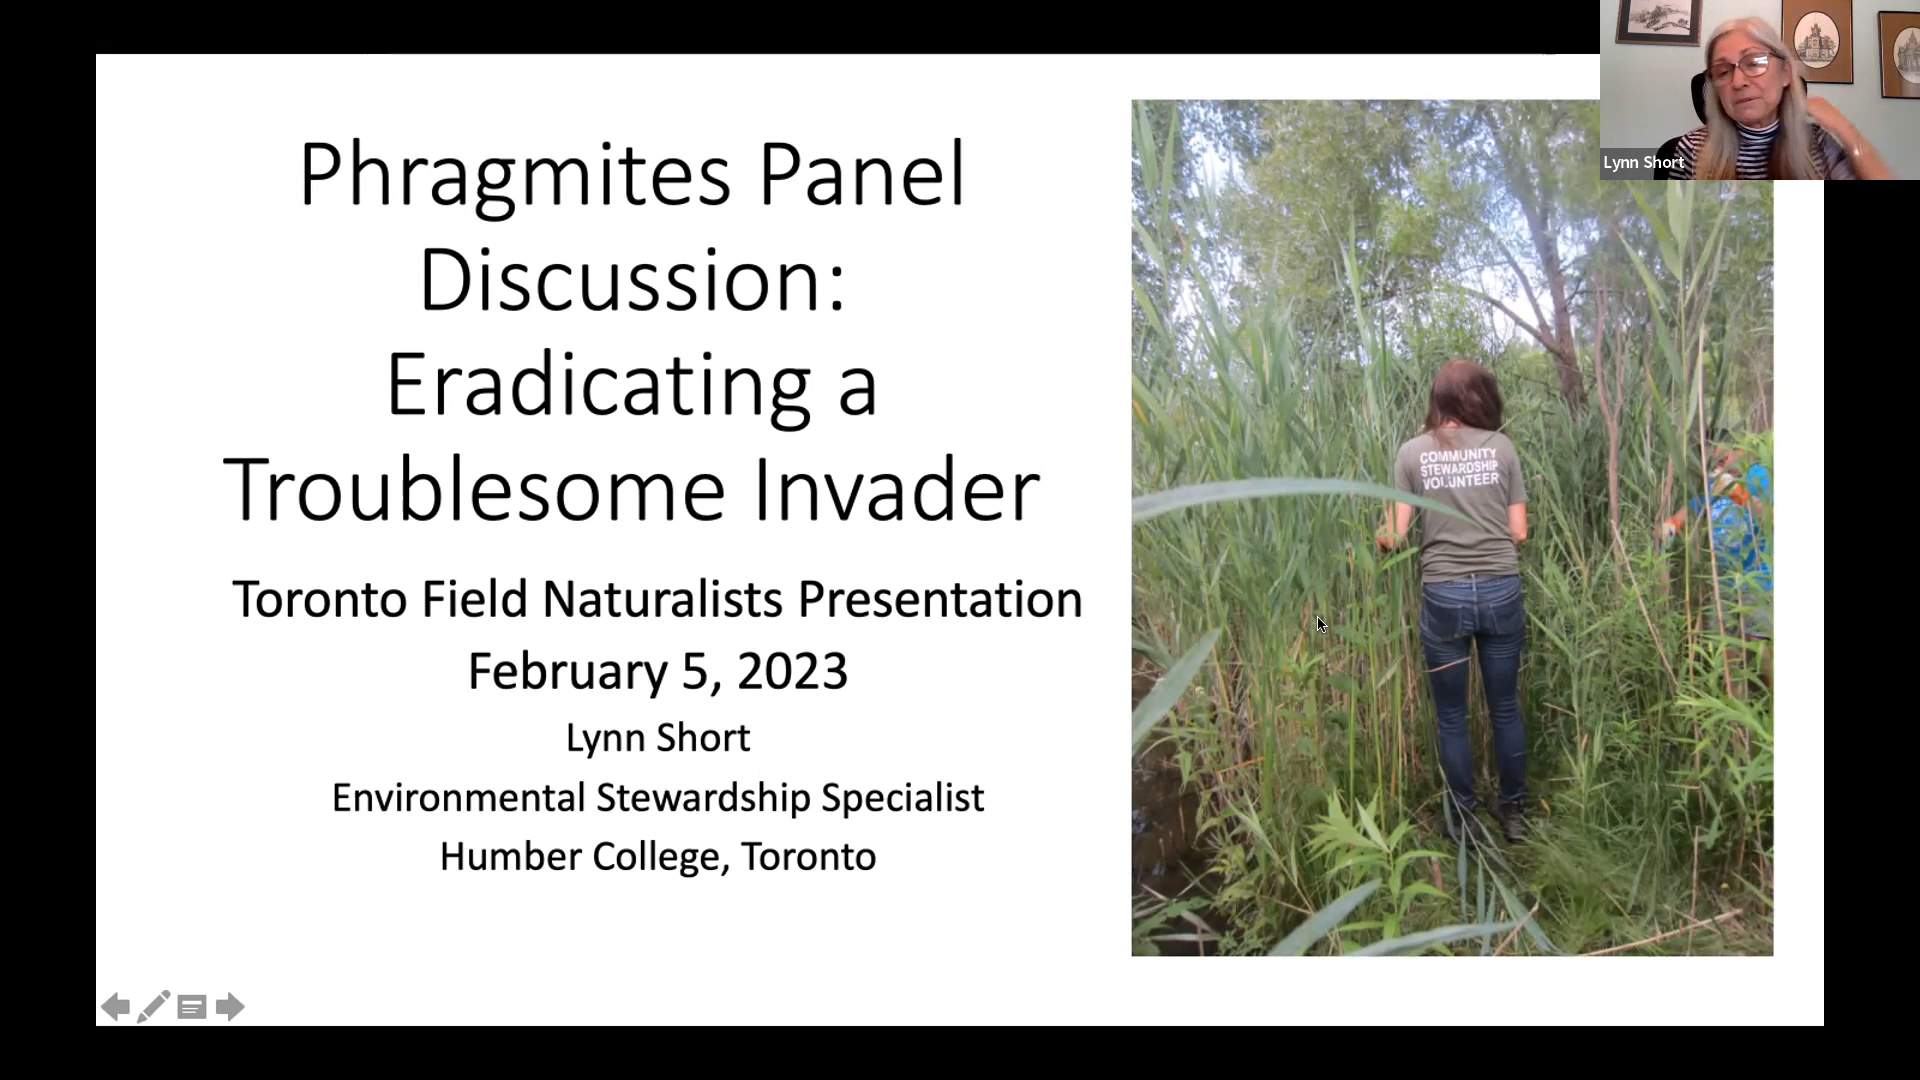 Phragmites Panel
Discussion:
Eradicating a
Troublesome Invader
Toronto Field Naturalists Presentation
February 5, 2023
Lynn Short
Environmental Stewardship Specialist
Humber College, Toronto
COMMUNITY
STEWARDSHIP
VOLUNTEER
Lynn Short